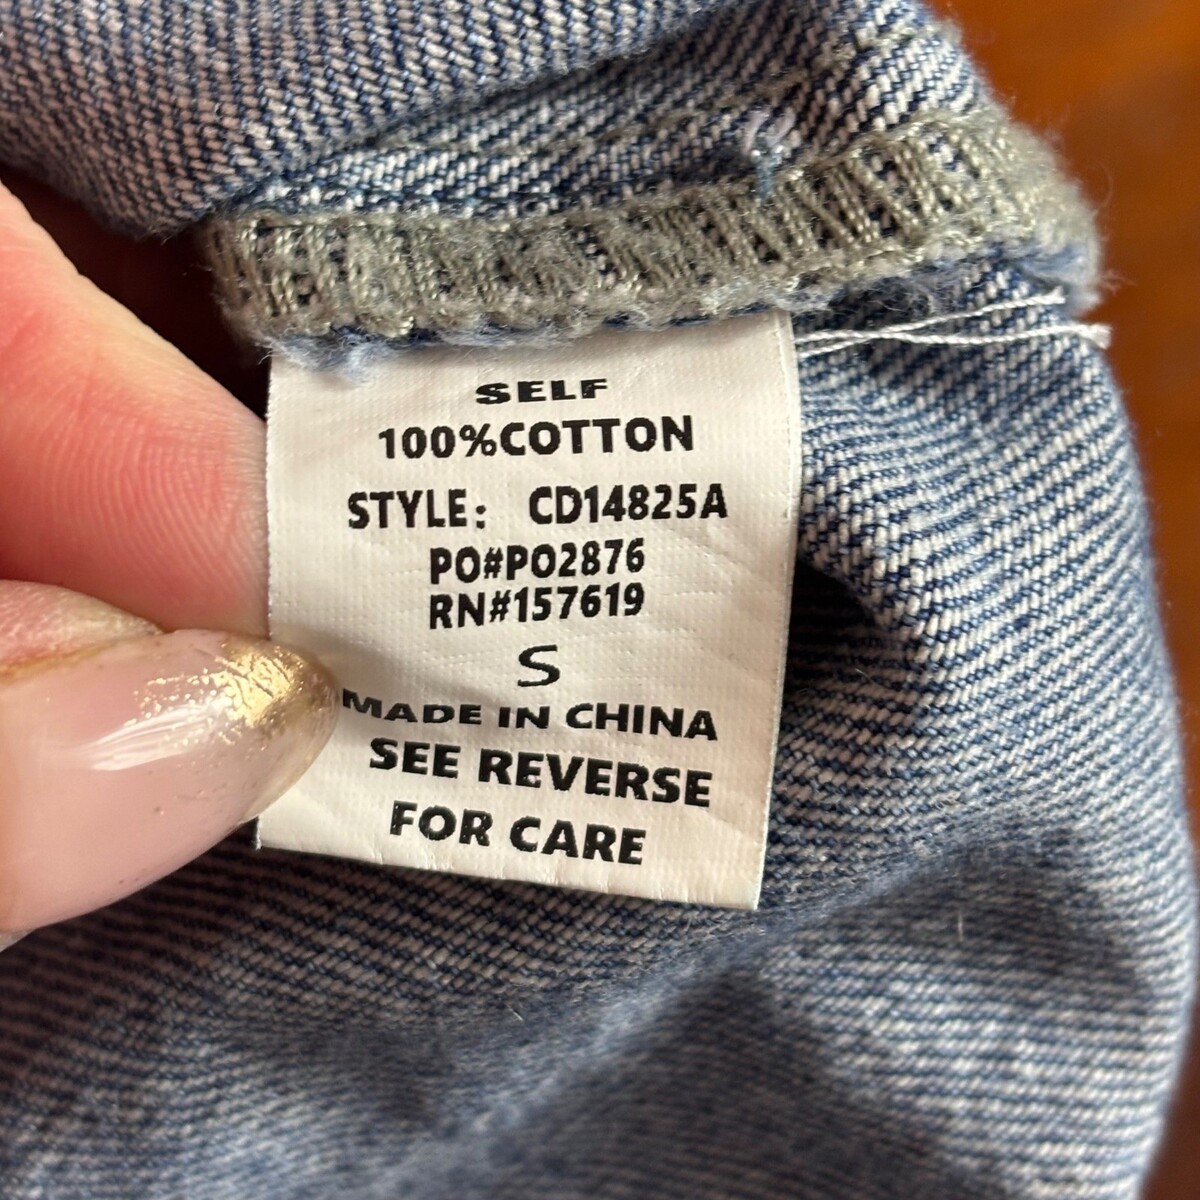 SELF
100%COTTON
STYLE: CD14825A
PO#PO2876
RN#157619
S
MADE IN CHINA
SEE REVERSE
FOR CARE